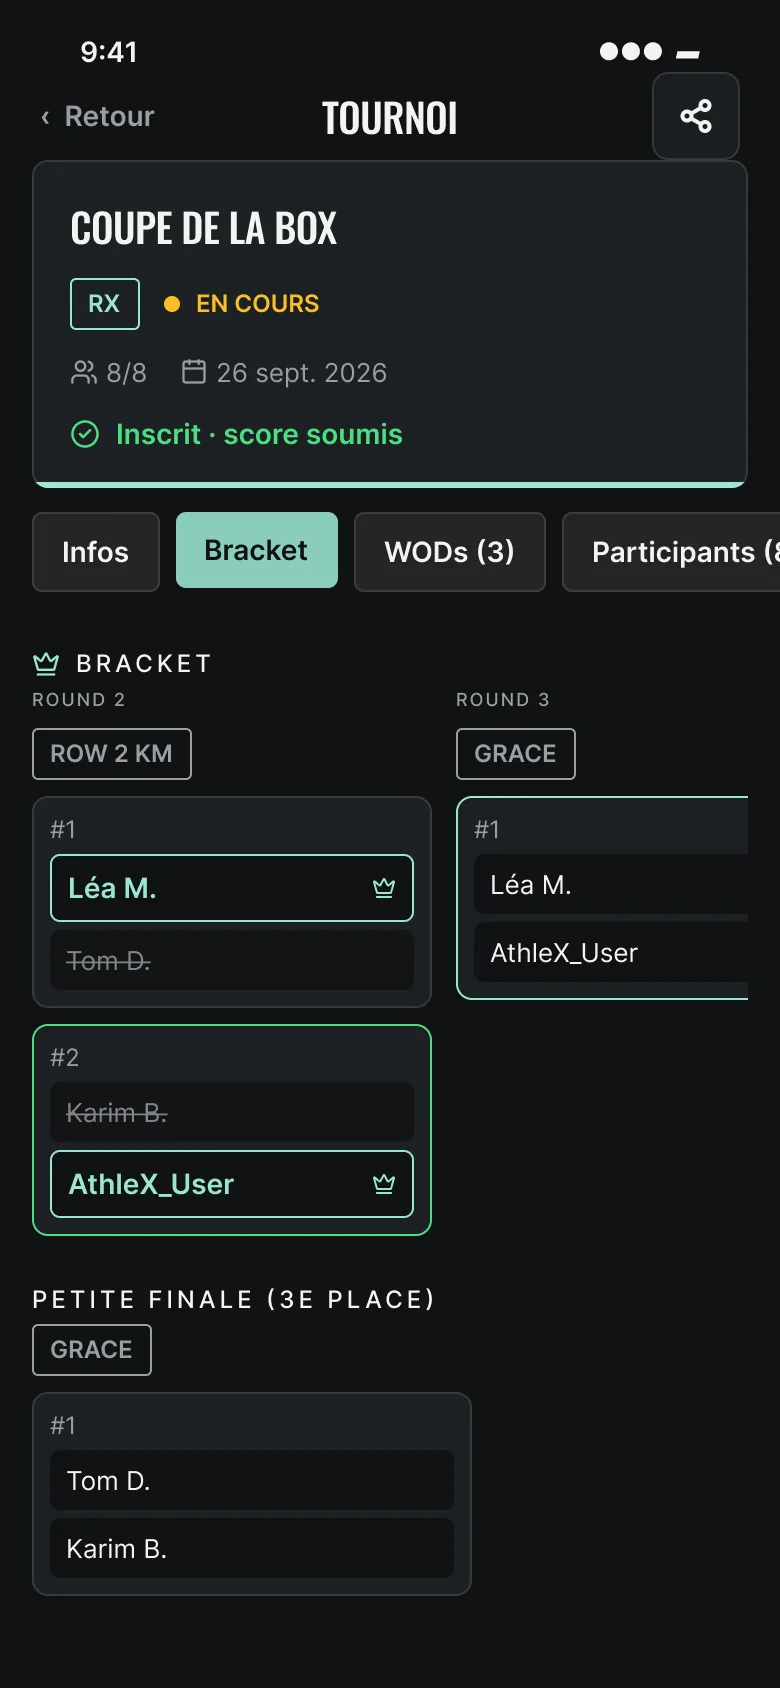 9:41
‹ Retour
TOURNOI
COUPE DE LA BOX
RX
EN COURS
8/8
26 sept. 2026
Inscrit · score soumis
Infos
Bracket
WODs (3)
Participants (8
BRACKET
ROUND 2
ROW 2 KM
#1
Léa M.
Tom D.
#2
Karim B.
AthleX_User
ROUND 3
GRACE
#1
Léa M.
AthleX_User
PETITE FINALE (3E PLACE)
GRACE
#1
Tom D.
Karim B.